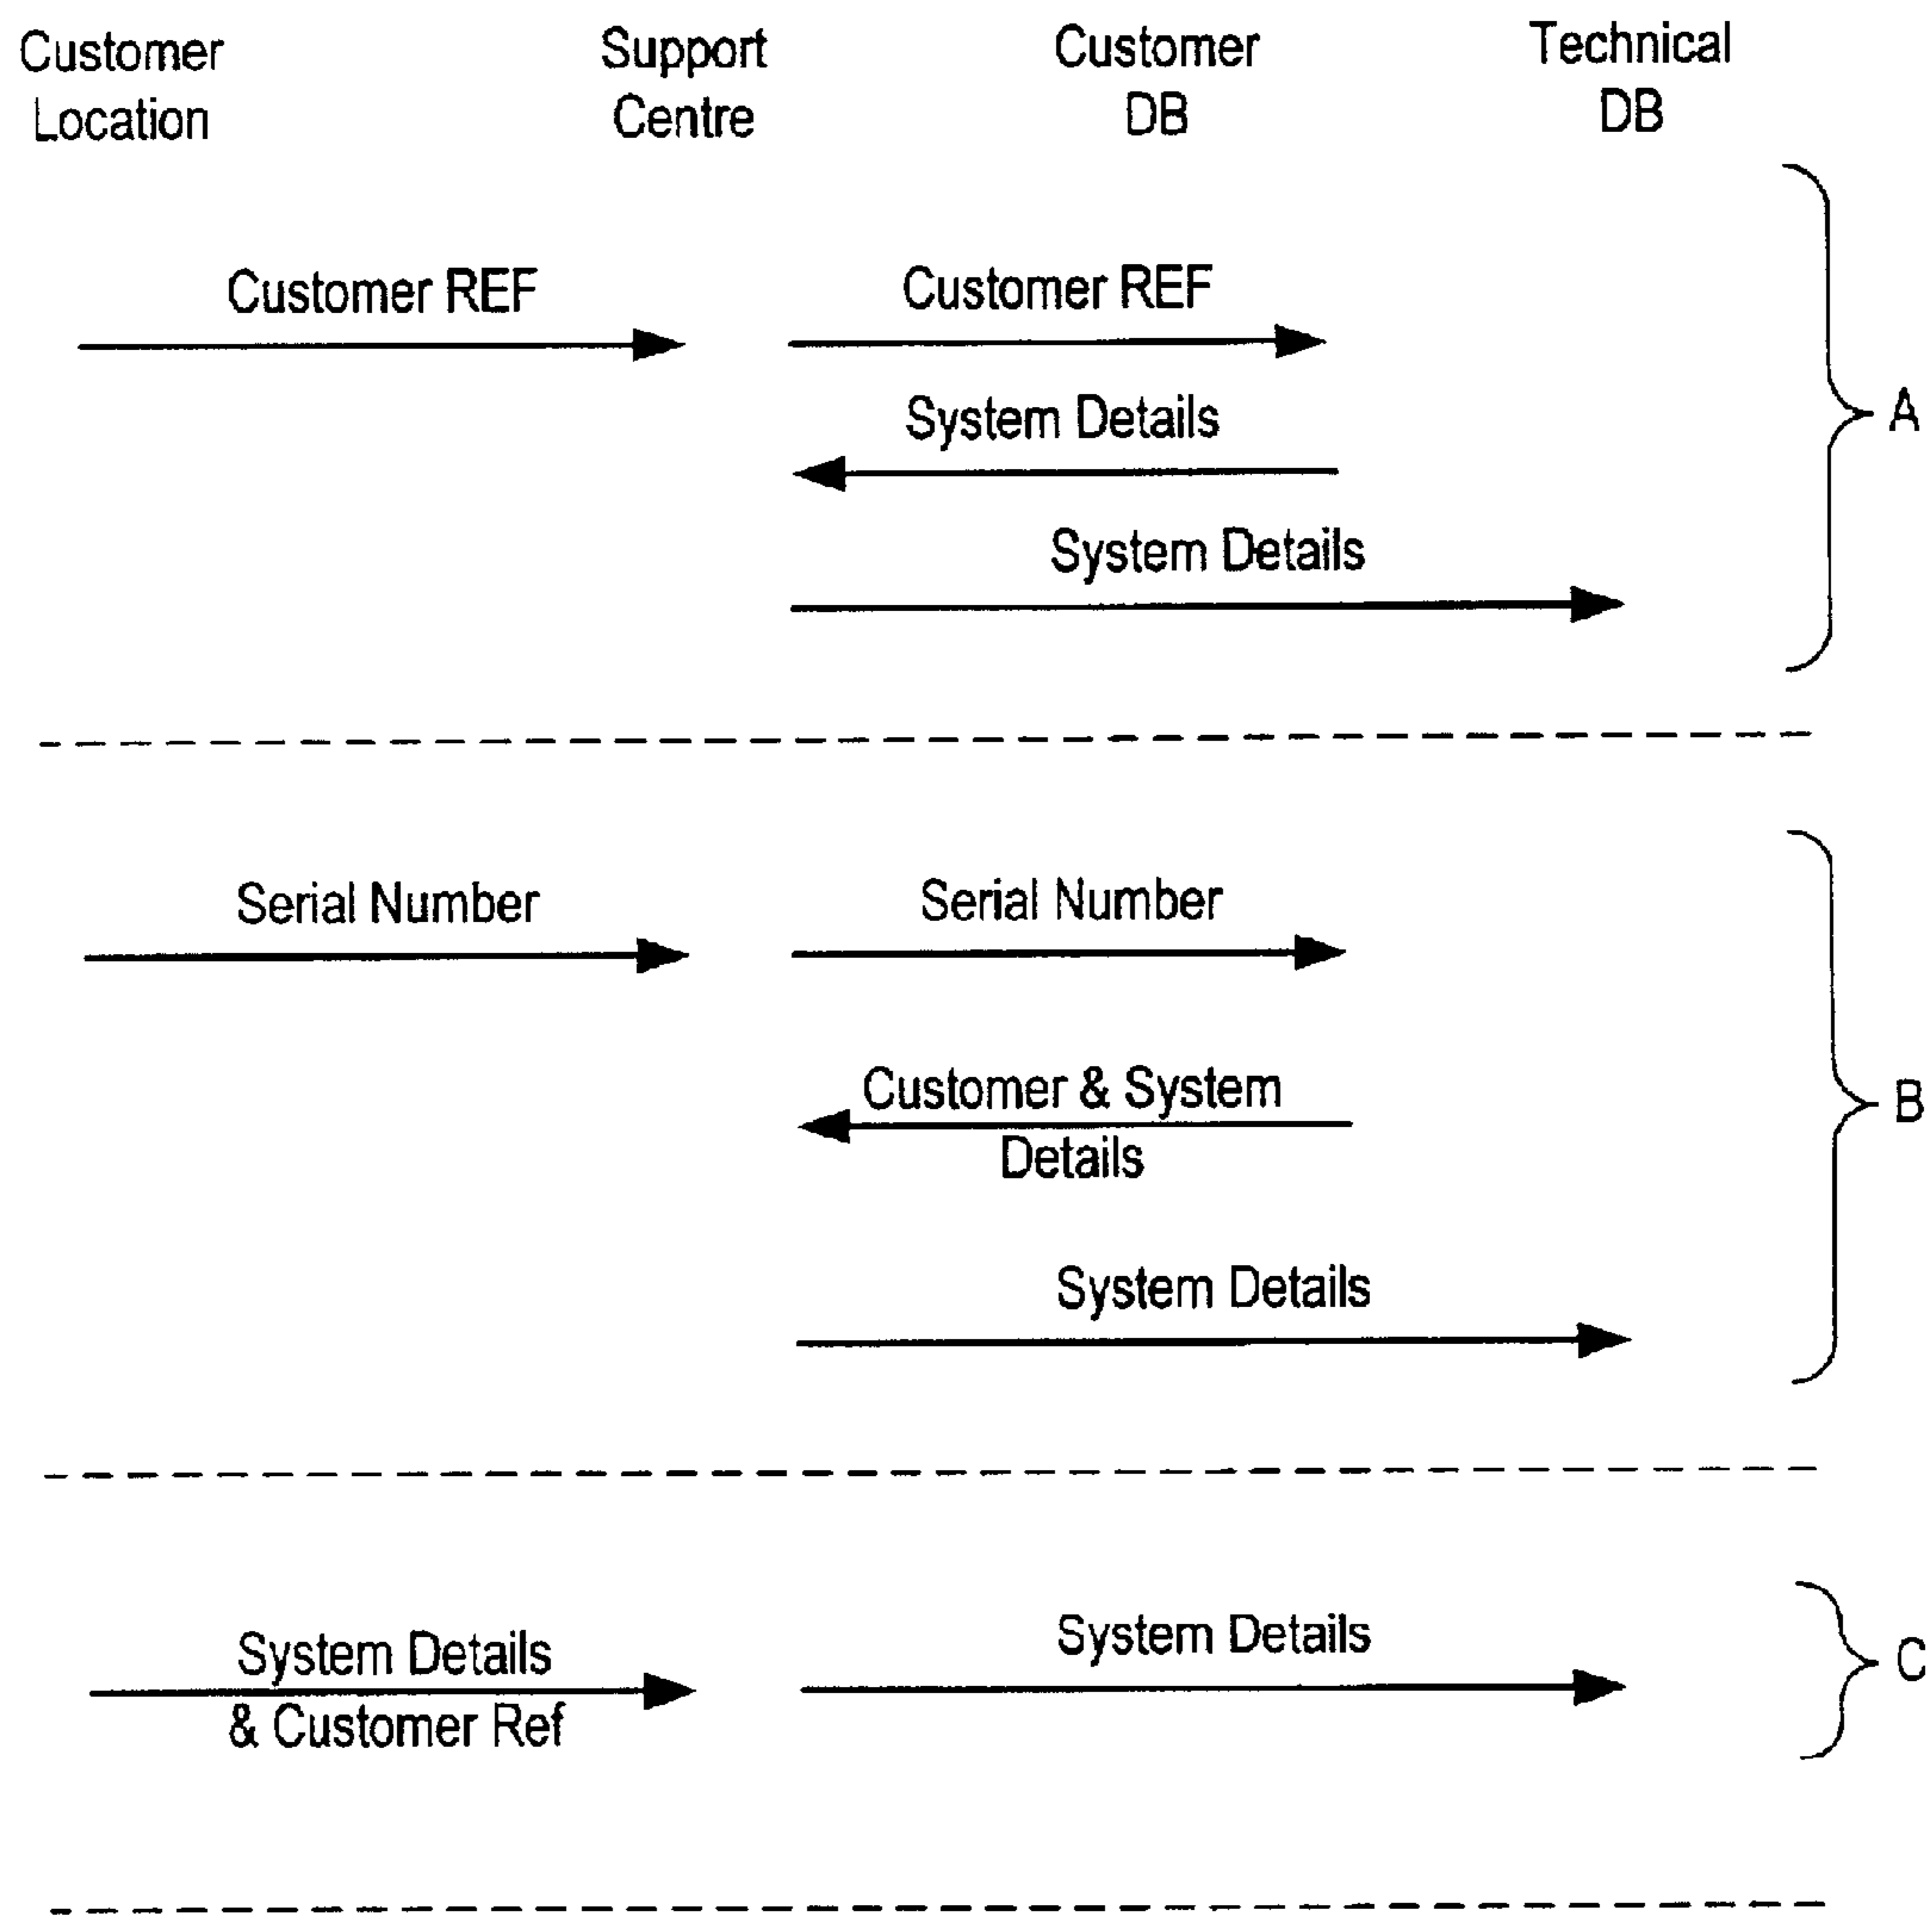 Customer
Location
Support
Centre
Customer
DB
Technical
DB
Customer REF
Customer REF
System Details
System Details
A
Serial Number
Serial Number
Customer & System
Details
System Details
B
System Details
& Customer Ref
System Details
C